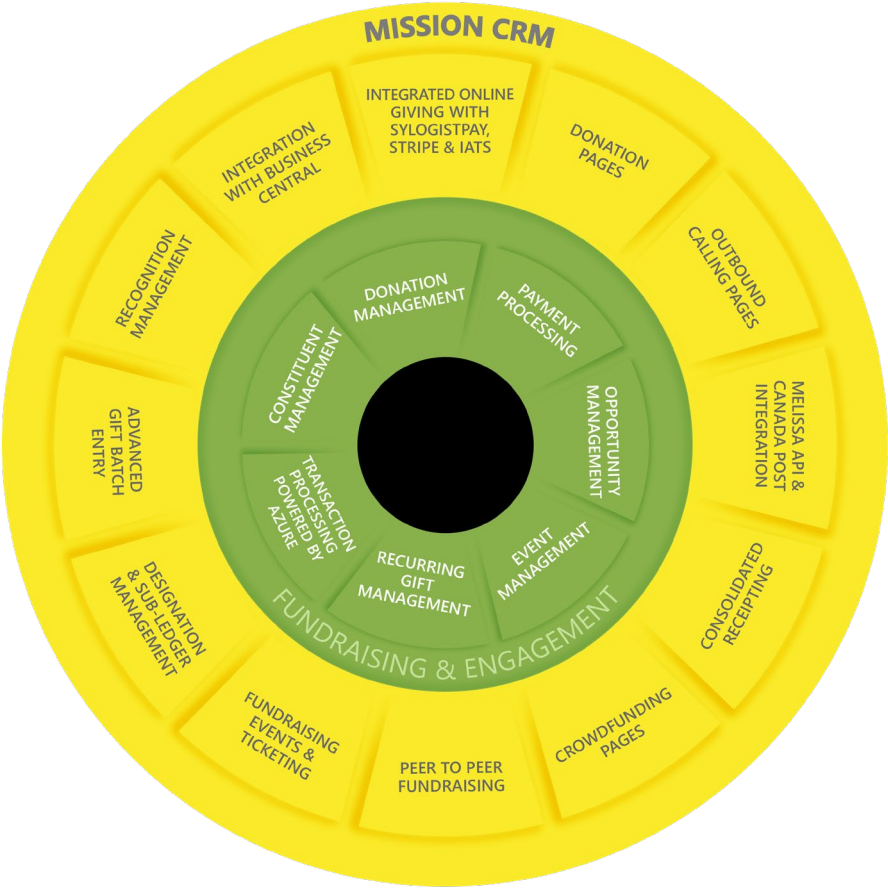 MISSION CRM
INTEGRATED ONLINE
GIVING WITH
SYLOGISTPAY,
STRIPE & IATS
DONATION
PAGES
OUTBOUND
CALLING PAGES
MELISSA API &
CANADA POST
INTEGRATION
CONSOLIDATED
RECEIPTING
CROWDFUNDING
PAGES
PEER TO PEER
FUNDRAISING
FUNDRAISING
EVENTS &
TICKETING
DESIGNATION
& SUB-LEDGER
MANAGEMENT
ADVANCED
GIFT BATCH
ENTRY
RECOGNITION
MANAGEMENT
INTEGRATION
WITH BUSINESS
CENTRAL
DONATION
MANAGEMENT
PAYMENT
PROCESSING
OPPORTUNITY
MANAGEMENT
EVENT
MANAGEMENT
RECURRING
GIFT
MANAGEMENT
TRANSACTION
PROCESSING
POWERED BY
AZURE
CONSTITUENT
MANAGEMENT
FUNDRAISING & ENGAGEMENT